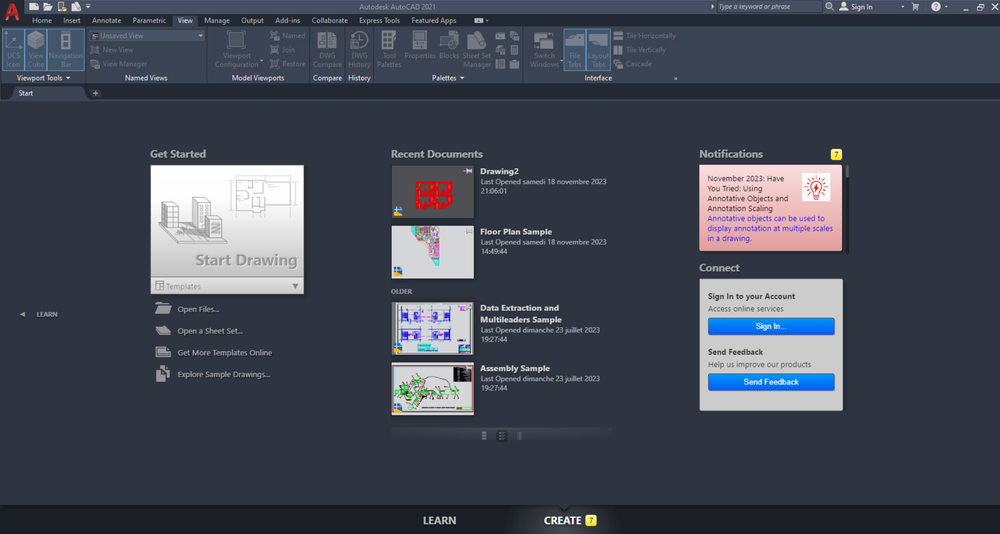 Autodesk AutoCAD 2021
Type a keyword or phrase
Sign In
Home Insert Annotate Parametric View Manage Output Add-ins Collaborate Express Tools Featured Apps
UCS Icon
View Cube
Navigation Bar
Viewport Tools
Unsaved View
New View
View Manager
Named Views
Viewport Configuration
Named
Join
Restore
Model Viewports
DWG Compare
Compare
DWG History
History
Tool Palettes
Properties
Blocks
Sheet Set Manager
Palettes
Switch Windows
File Tabs
Layout Tabs
Tile Horizontally
Tile Vertically
Cascade
Interface
Start
Get Started
Start Drawing
Templates
Open Files...
Open a Sheet Set...
Get More Templates Online
Explore Sample Drawings...
LEARN
Recent Documents
Drawing2
Last Opened samedi 18 novembre 2023
21:06:01
Floor Plan Sample
Last Opened samedi 18 novembre 2023
14:49:44
OLDER
Data Extraction and
Multileaders Sample
Last Opened dimanche 23 juillet 2023
19:27:44
Assembly Sample
Last Opened dimanche 23 juillet 2023
19:27:44
Notifications 7
November 2023: Have
You Tried: Using
Annotative Objects and
Annotation Scaling
Annotative objects can be used to
display annotation at multiple scales
in a drawing.
Connect
Sign In to your Account
Access online services
Sign In...
Send Feedback
Help us improve our products
Send Feedback
LEARN
CREATE 7